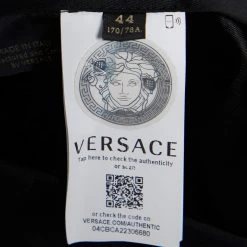 44
170/78A
VERSACE
Tap here to check the authenticity
or scan
or check the code on
VERSACE.COM/AUTHENTIC
04CBCA22306680